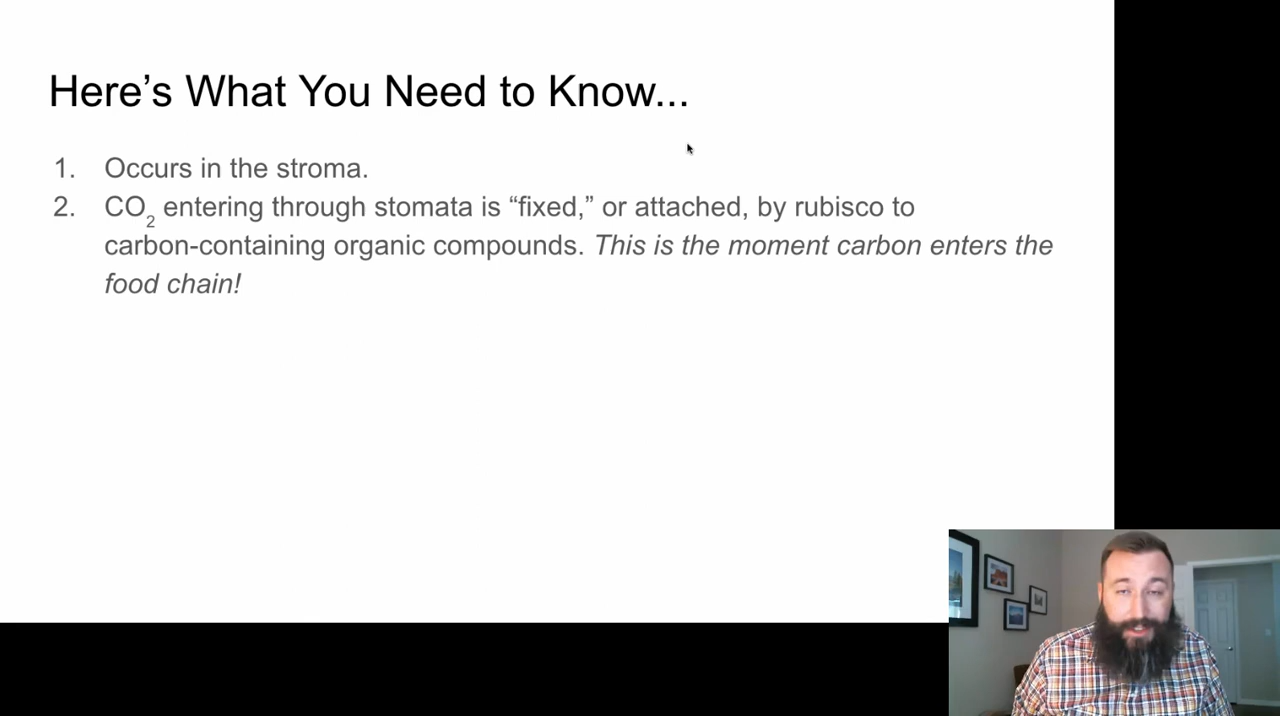 Here’s What You Need to Know...
1. Occurs in the stroma.
2. CO₂ entering through stomata is “fixed,” or attached, by rubisco to
carbon-containing organic compounds. This is the moment carbon enters the
food chain!